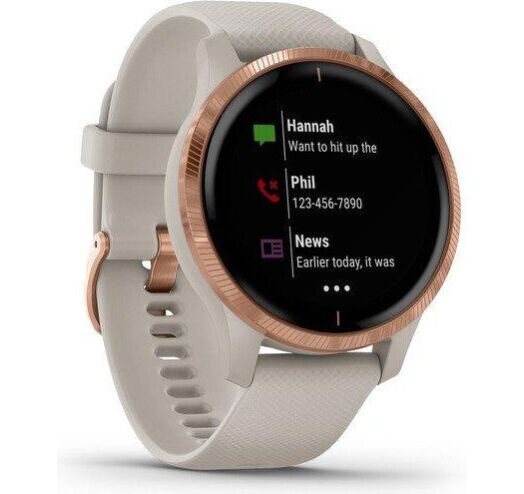 Hannah
Want to hit up the
Phil
123-456-7890
News
Earlier today, it was